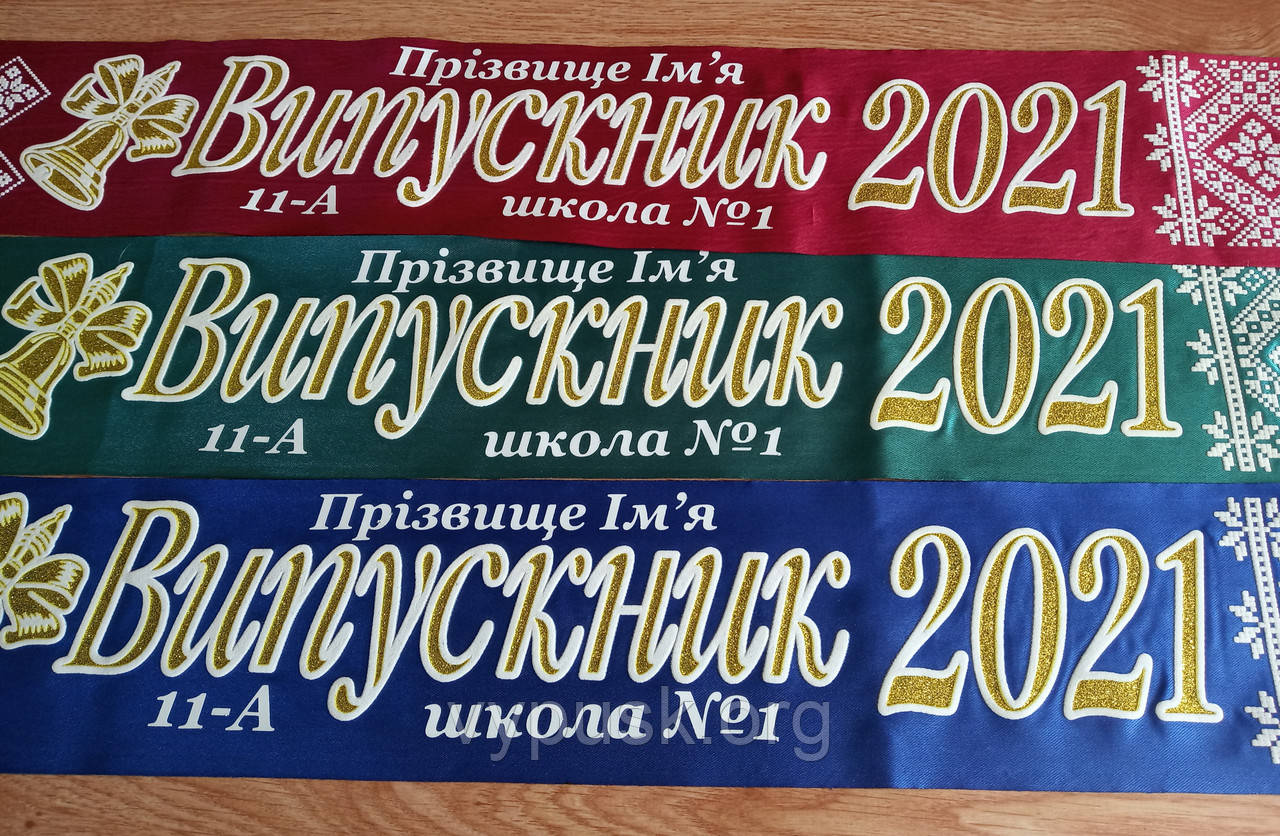 Прізвище Ім’я
Випускник 2021
11-А школа №1
Прізвище Ім’я
Випускник 2021
11-А школа №1
Прізвище Ім’я
Випускник 2021
11-А школа №1
vypusk.org